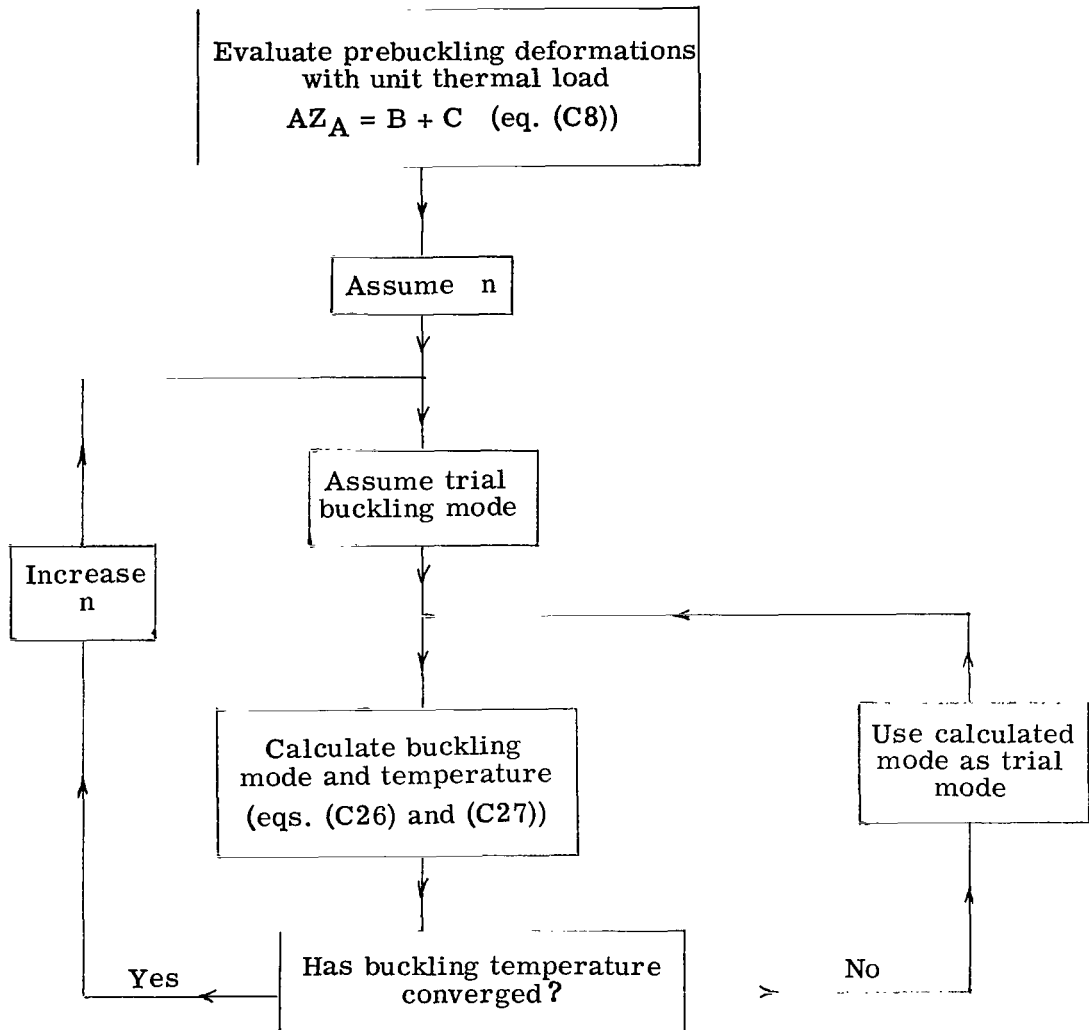 Evaluate prebuckling deformations
with unit thermal load
AZ_A = B + C (eq. (C8))
Assume n
Assume trial
buckling mode
Increase
n
Calculate buckling
mode and temperature
(eqs. (C26) and (C27))
Use calculated
mode as trial
mode
Yes
Has buckling temperature
converged?
No